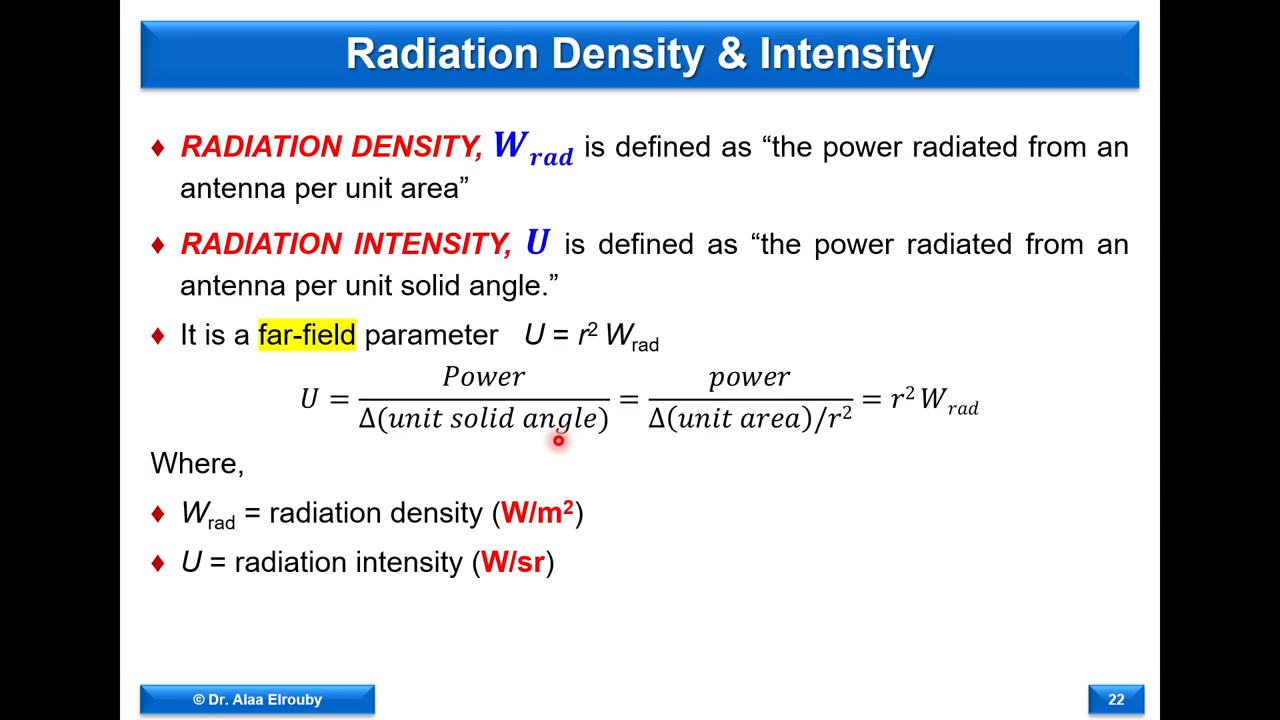 Radiation Density & Intensity
♦ RADIATION DENSITY, W_rad is defined as “the power radiated from an
antenna per unit area”
♦ RADIATION INTENSITY, U is defined as “the power radiated from an
antenna per unit solid angle.”
♦ It is a far-field parameter U = r² W_rad
U = Power / Δ(unit solid angle) = power / (Δ(unit area)/r²) = r² W_rad
Where,
♦ W_rad = radiation density (W/m²)
♦ U = radiation intensity (W/sr)
© Dr. Alaa Elrouby
22